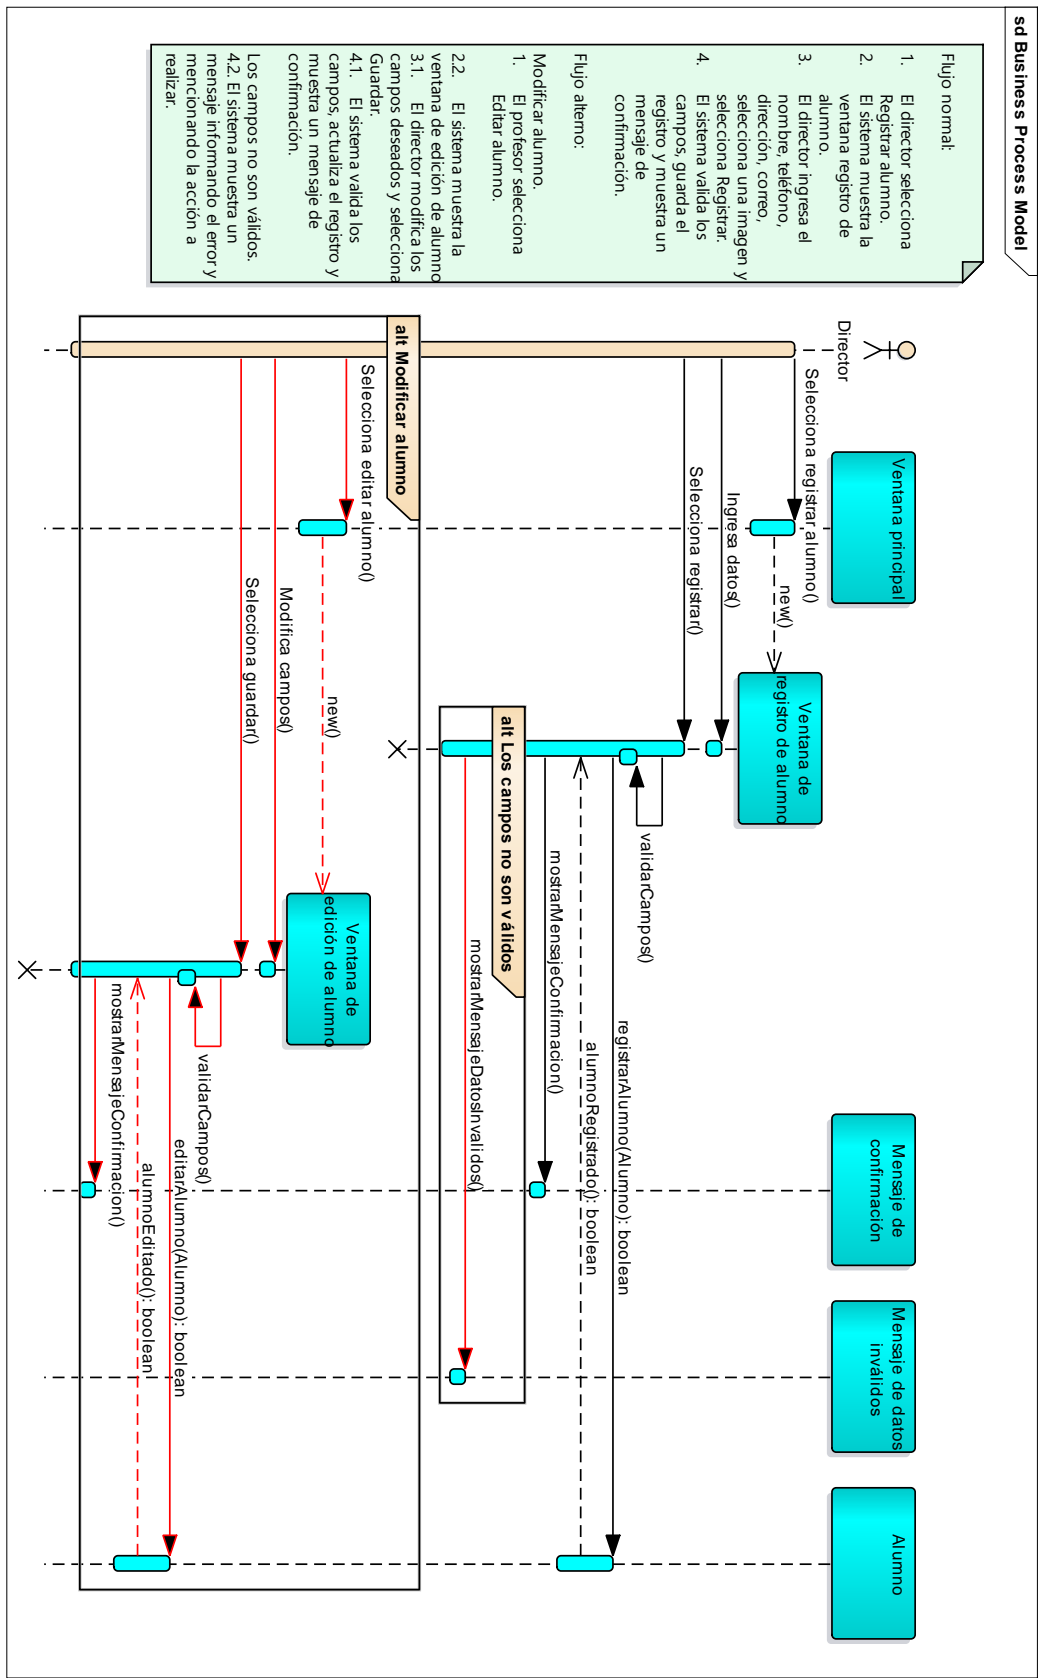 sd Business Process Model
Flujo normal:
1. El director selecciona
Registrar alumno.
2. El sistema muestra la
ventana registro de
alumno.
3. El director ingresa el
nombre, teléfono,
dirección, correo,
selecciona una imagen y
selecciona Registrar.
4. El sistema valida los
campos, guarda el
registro y muestra un
mensaje de
confirmación.
Flujo alterno:
Modificar alumno.
1. El profesor selecciona
Editar alumno.
2.2. El sistema muestra la
ventana de edición de alumno
3.1. El director modifica los
campos deseados y selecciona
Guardar.
4.1. El sistema valida los
campos, actualiza el registro y
muestra un mensaje de
confirmación.
Los campos no son válidos.
4.2. El sistema muestra un
mensaje informando el error y
mencionando la acción a
realizar.
Director
Ventana principal
Ventana de
registro de alumno
Mensaje de
confirmación
Mensaje de datos
inválidos
Alumno
Selecciona registrar alumno()
new()
Ingresa datos()
Selecciona registrar()
validarCampos()
registrarAlumno(Alumno): boolean
alumnoRegistrado(): boolean
mostrarMensajeConfirmacion()
alt Los campos no son válidos
mostrarMensajeDatosInvalidos()
alt Modificar alumno
Selecciona editar alumno()
new()
Ventana de
edición de alumno
Modifica campos()
Selecciona guardar()
validarCampos()
editarAlumno(Alumno): boolean
alumnoEditado(): boolean
mostrarMensajeConfirmacion()